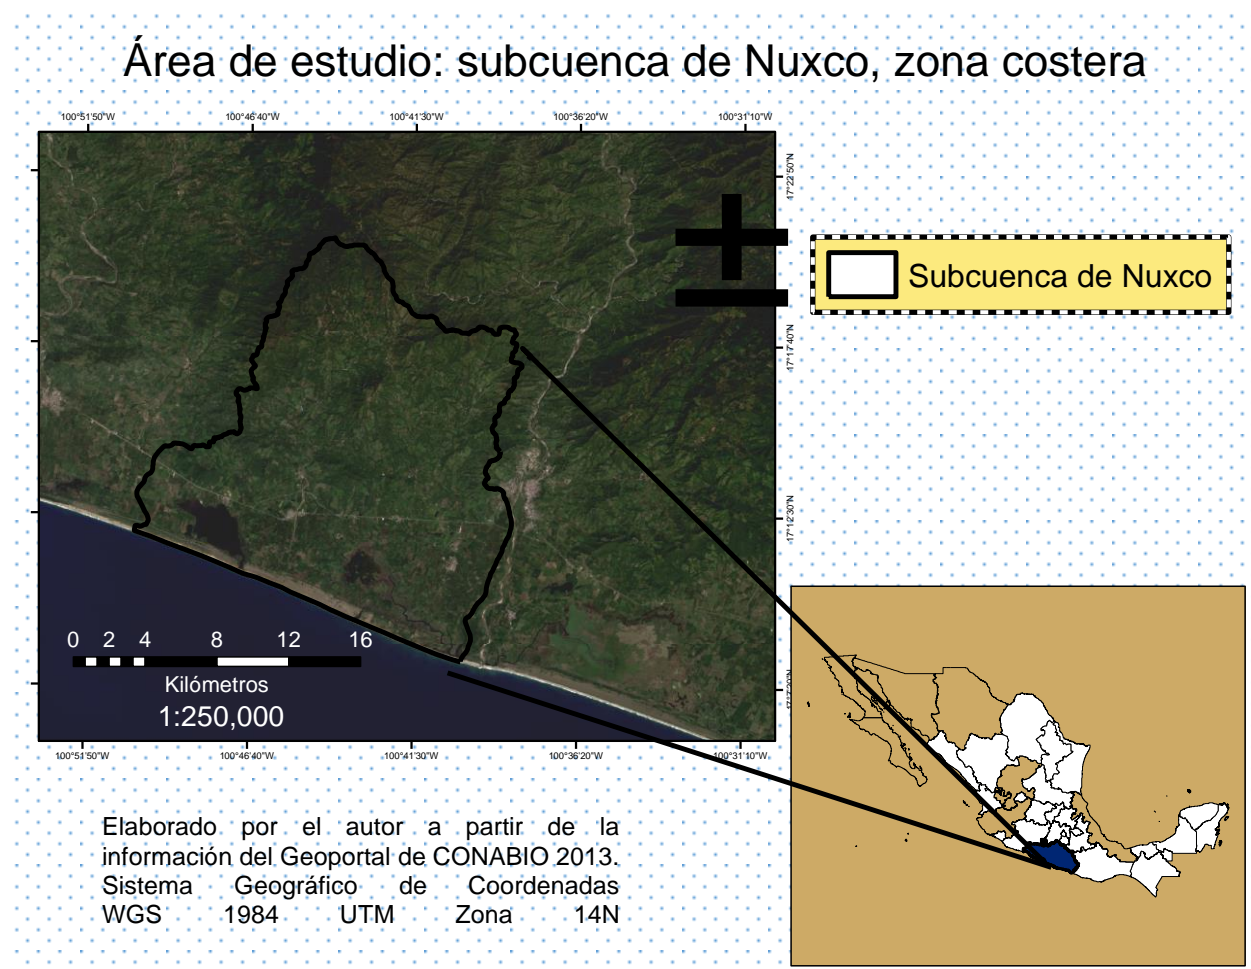 Área de estudio: subcuenca de Nuxco, zona costera
100°51'50"W 100°46'40"W 100°41'30"W 100°36'20"W 100°31'10"W
17°22'50"N
17°17'40"N
17°12'30"N
17°7'20"N
Subcuenca de Nuxco
0 2 4 8 12 16
Kilómetros
1:250,000
100°51'50"W 100°46'40"W 100°41'30"W 100°36'20"W 100°31'10"W
Elaborado por el autor a partir de la
información del Geoportal de CONABIO 2013.
Sistema Geográfico de Coordenadas
WGS 1984 UTM Zona 14N